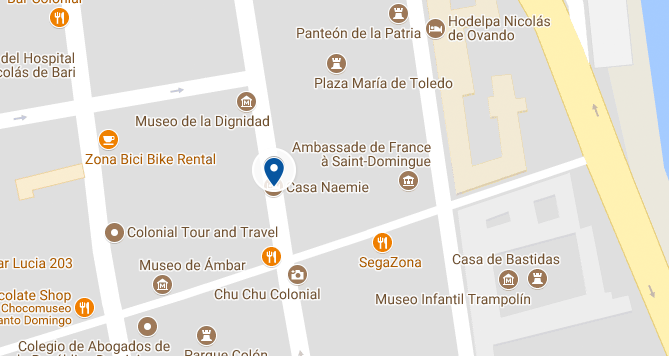 Bar Colonial
Panteón de la Patria
Hodelpa Nicolás
de Ovando
del Hospital
colás de Bari
Plaza María de Toledo
Museo de la Dignidad
Ambassade de France
à Saint-Domingue
Zona Bici Bike Rental
Casa Naemie
Colonial Tour and Travel
ar Lucia 203
Museo de Ámbar
SegaZona
Casa de Bastidas
Chu Chu Colonial
Museo Infantil Trampolín
colate Shop
Chocomuseo
anto Domingo
Colegio de Abogados de
Parque Colón